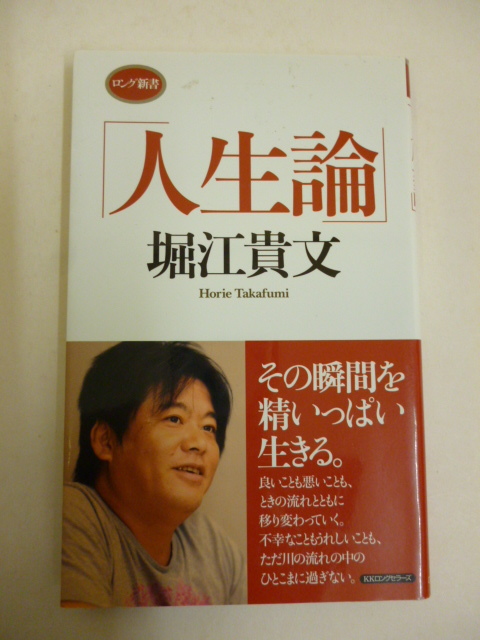 ロング新書
「人生論」
堀江貴文
Horie Takafumi
その瞬間を
精いっぱい
生きる。
良いことも悪いことも、
ときの流れとともに
移り変わっていく。
不幸なこともうれしいことも、
ただ川の流れの中の
ひとこまに過ぎない。
KKロングセラーズ